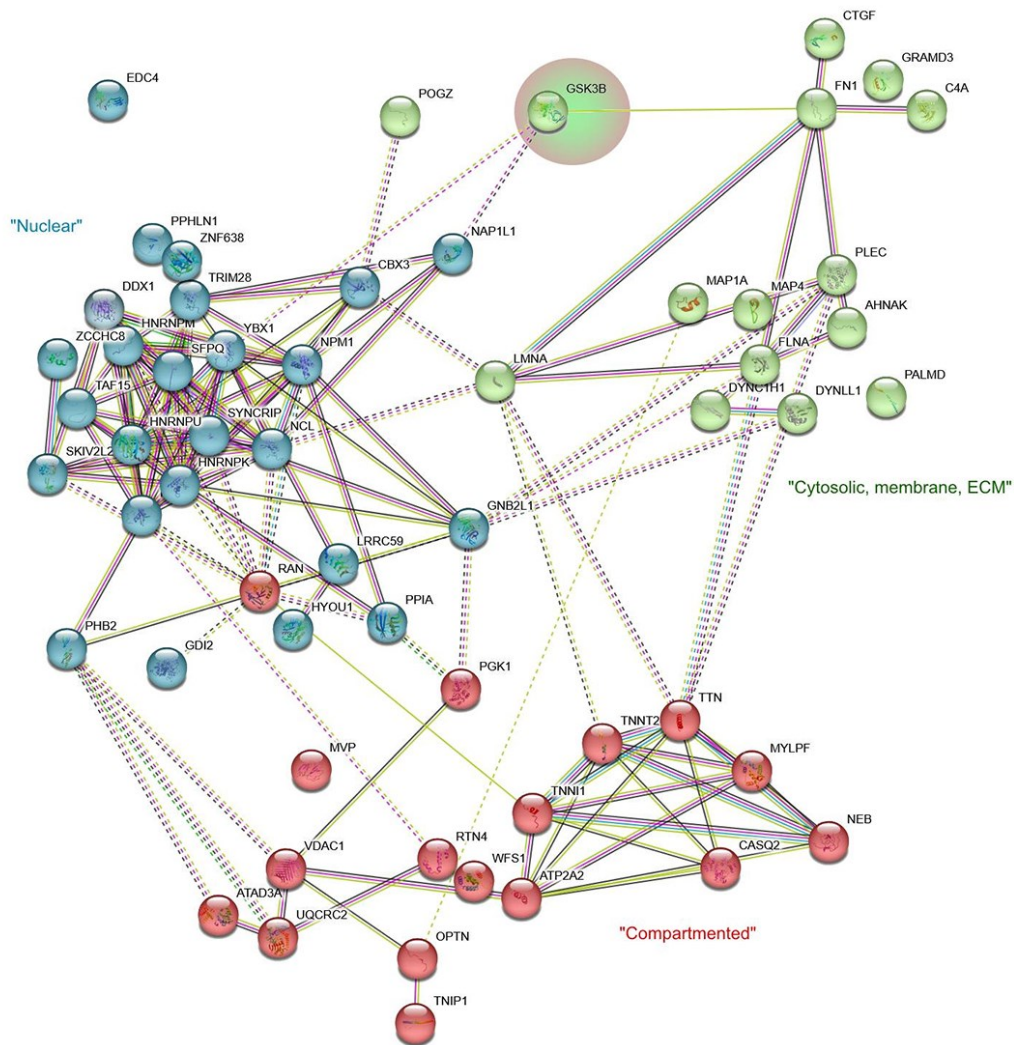 CTGF
GRAMD3
EDC4
GSK3B
FN1
C4A
POGZ
"Nuclear"
PPHLN1
NAP1L1
ZNF638
PLEC
CBX3
TRIM28
MAP1A
MAP4
DDX1
AHNAK
HNRNPM
YBX1
ZCCHC8
SFPQ
NPM1
FLNA
LMNA
TAF15
DYNC1H1
DYNLL1
PALMD
HNRNPU
SYNCRIP
NCL
SKIV2L2
HNRNPK
"Cytosolic, membrane, ECM"
GNB2L1
LRRC59
RAN
HYOU1
PPIA
PHB2
GDI2
PGK1
TTN
TNNT2
MVP
MYLPF
TNNI1
NEB
RTN4
VDAC1
CASQ2
WFS1
ATP2A2
ATAD3A
UQCRC2
"Compartmented"
OPTN
TNIP1